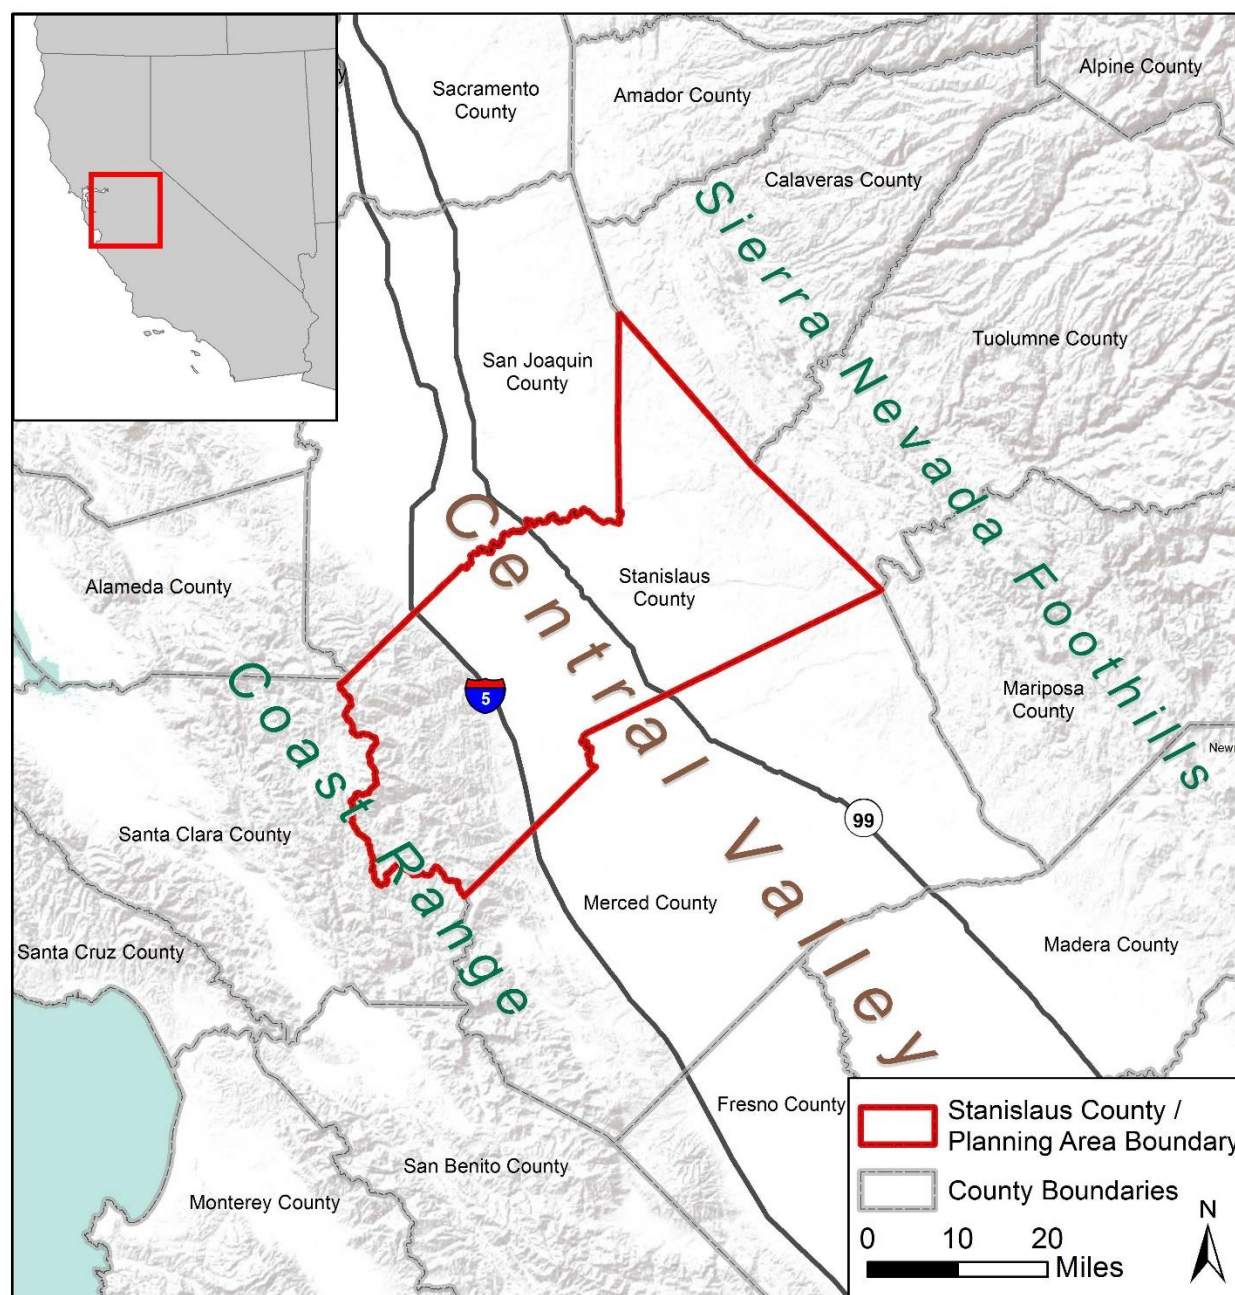 Sacramento
County
Amador County
Alpine County
Calaveras County
Sierra Nevada Foothills
Tuolumne County
San Joaquin
County
Central Valley
Stanislaus
County
Alameda County
Coast Range
5
Mariposa
County
99
Santa Clara County
Merced County
Santa Cruz County
Madera County
Fresno County
San Benito County
Monterey County
Stanislaus County /
Planning Area Boundary
County Boundaries
N
0 10 20
Miles